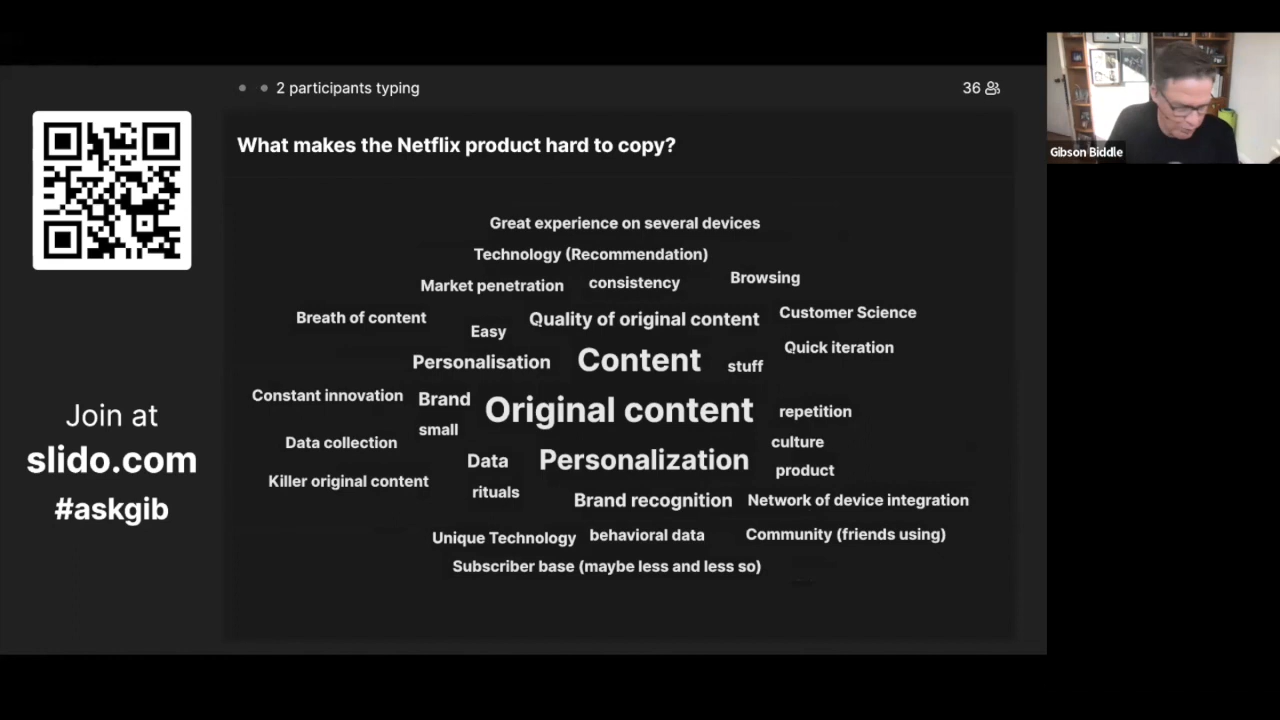 2 participants typing
36
What makes the Netflix product hard to copy?
Great experience on several devices
Technology (Recommendation)
Market penetration
consistency
Browsing
Breath of content
Easy
Quality of original content
Customer Science
Quick iteration
Personalisation
Content
stuff
Constant innovation
Brand
Original content
repetition
small
culture
Data collection
Data
Personalization
product
Killer original content
rituals
Brand recognition
Network of device integration
Unique Technology
behavioral data
Community (friends using)
Subscriber base (maybe less and less so)
Join at
slido.com
#askgib
Gibson Biddle